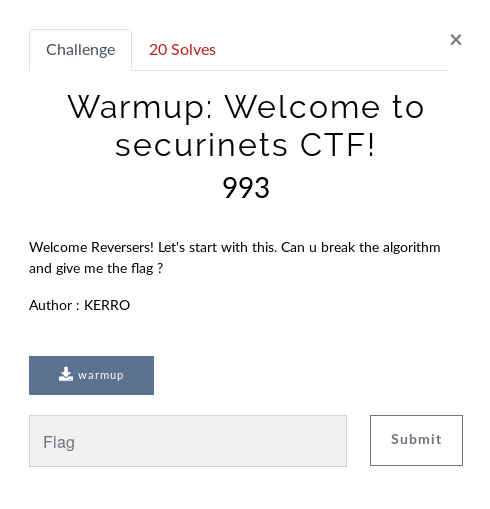 Challenge
20 Solves
×
Warmup: Welcome to
securinets CTF!
993
Welcome Reversers! Let's start with this. Can u break the algorithm
and give me the flag ?
Author : KERRO
warmup
Flag
Submit